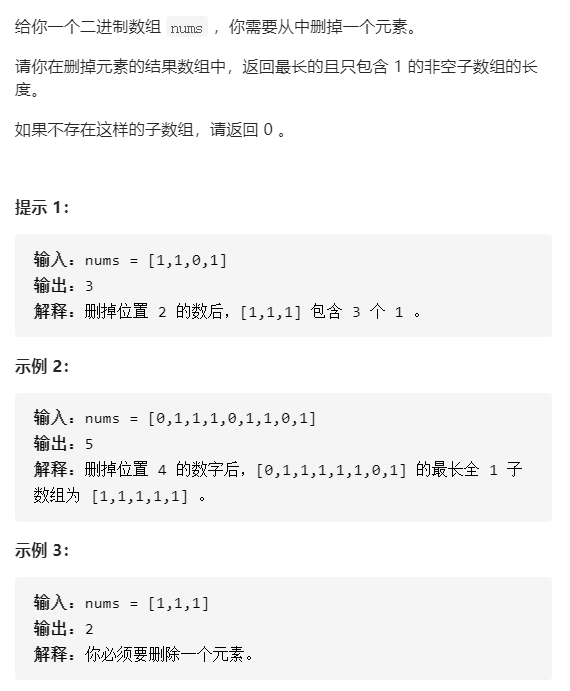 给你一个二进制数组 nums ，你需要从中删掉一个元素。
请你在删掉元素的结果数组中，返回最长的且只包含 1 的非空子数组的长
度。
如果不存在这样的子数组，请返回 0 。
提示 1：
输入：nums = [1,1,0,1]
输出：3
解释：删掉位置 2 的数后，[1,1,1] 包含 3 个 1 。
示例 2：
输入：nums = [0,1,1,1,0,1,1,0,1]
输出：5
解释：删掉位置 4 的数字后，[0,1,1,1,1,1,0,1] 的最长全 1 子
数组为 [1,1,1,1,1] 。
示例 3：
输入：nums = [1,1,1]
输出：2
解释：你必须要删除一个元素。